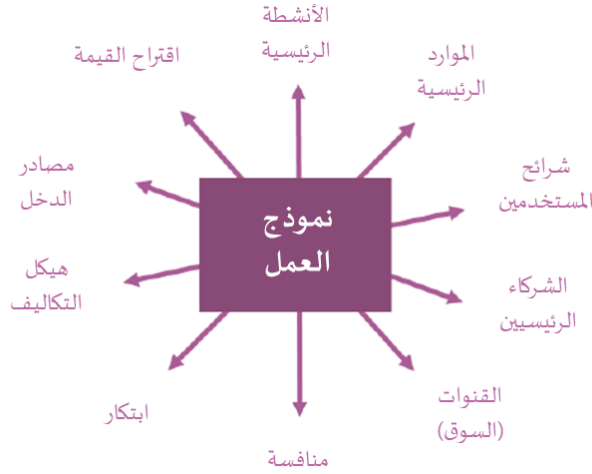 الأنشطة
الرئيسية
الموارد
الرئيسية
اقتراح القيمة
شرائح
المستخدمين
مصادر
الدخل
نموذج
العمل
هيكل
التكاليف
الشركاء
الرئيسيين
القنوات
(السوق)
ابتكار
منافسة